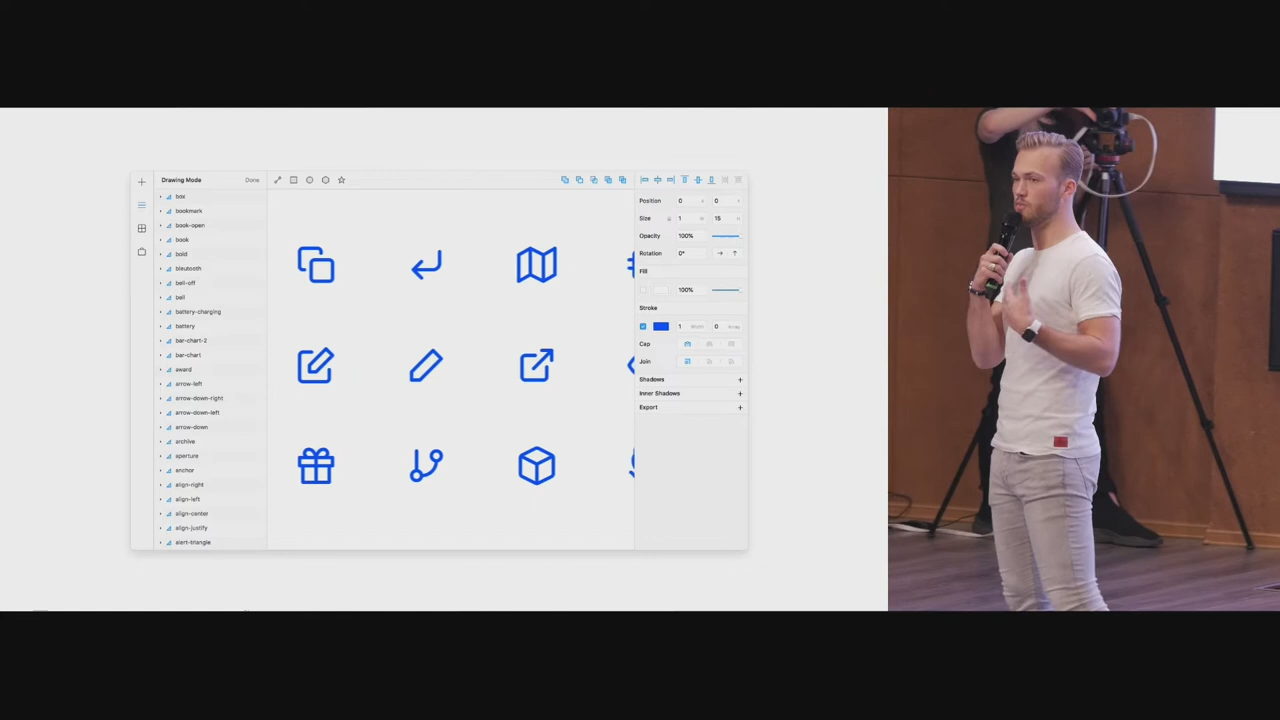 Drawing Mode
Done
box
bookmark
book-open
book
bold
bleutooth
bell-off
bell
battery-charging
battery
bar-chart-2
bar-chart
award
arrow-left
arrow-down-right
arrow-down-left
arrow-down
archive
aperture
anchor
align-right
align-left
align-center
align-justify
alert-triangle
Position 0 0
Size 1 15
Opacity 100%
Rotation 0°
Fill
100%
Stroke
1 Width 0
Cap
Join
Shadows +
Inner Shadows +
Export +